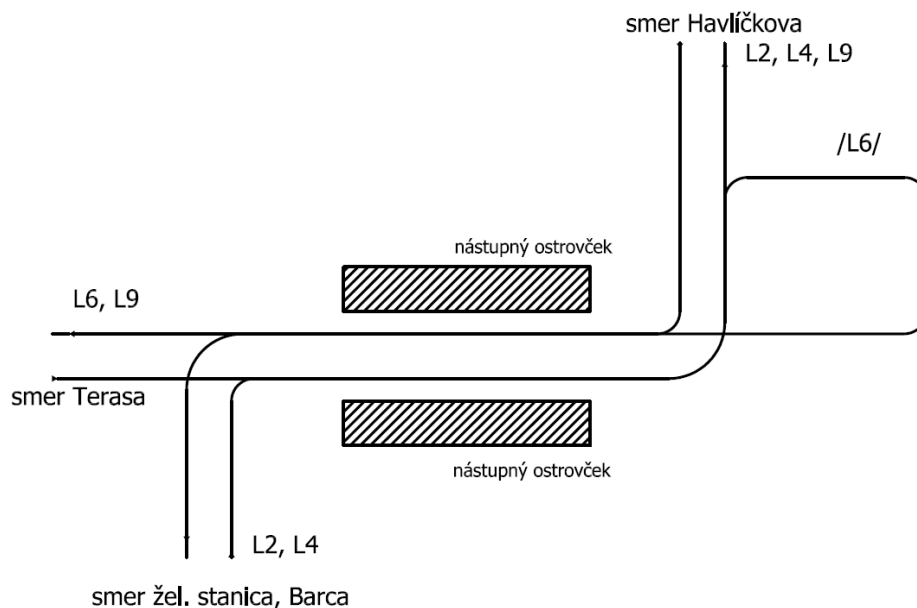 smer Havlíčkova
L2, L4, L9
/L6/
nástupný ostrovček
L6, L9
smer Terasa
nástupný ostrovček
L2, L4
smer žel. stanica, Barca